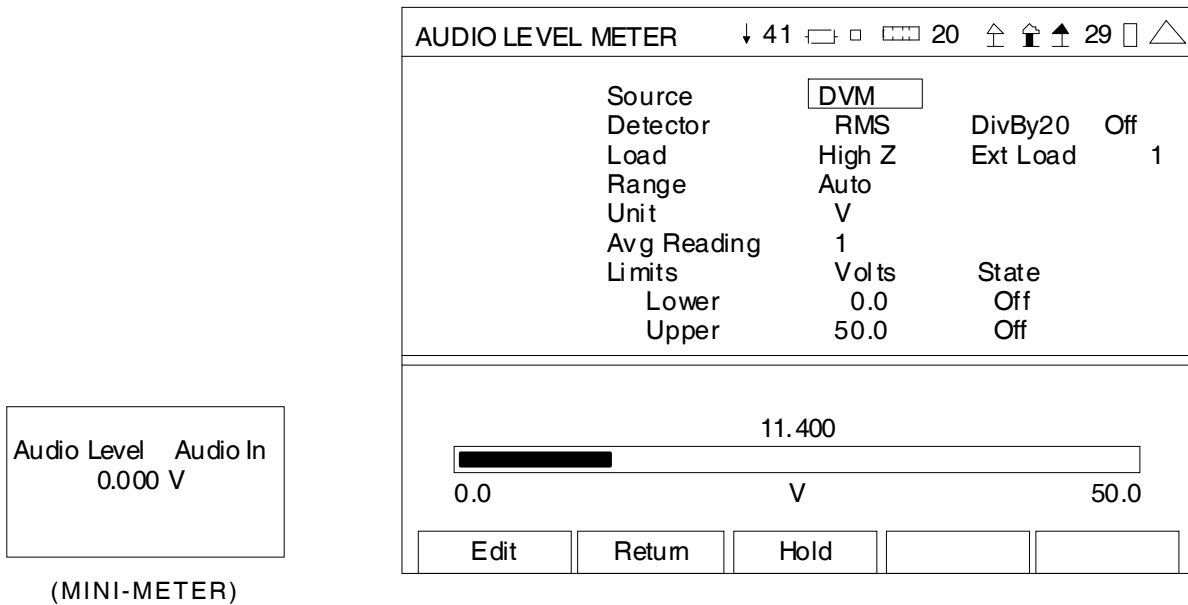 AUDIO LEVEL METER 41 20 29
Source DVM
Detector RMS DivBy20 Off
Load High Z Ext Load 1
Range Auto
Unit V
Avg Reading 1
Limits Volts State
Lower 0.0 Off
Upper 50.0 Off
11.400
0.0 V 50.0
Edit Return Hold
Audio Level Audio In
0.000 V
(MINI-METER)